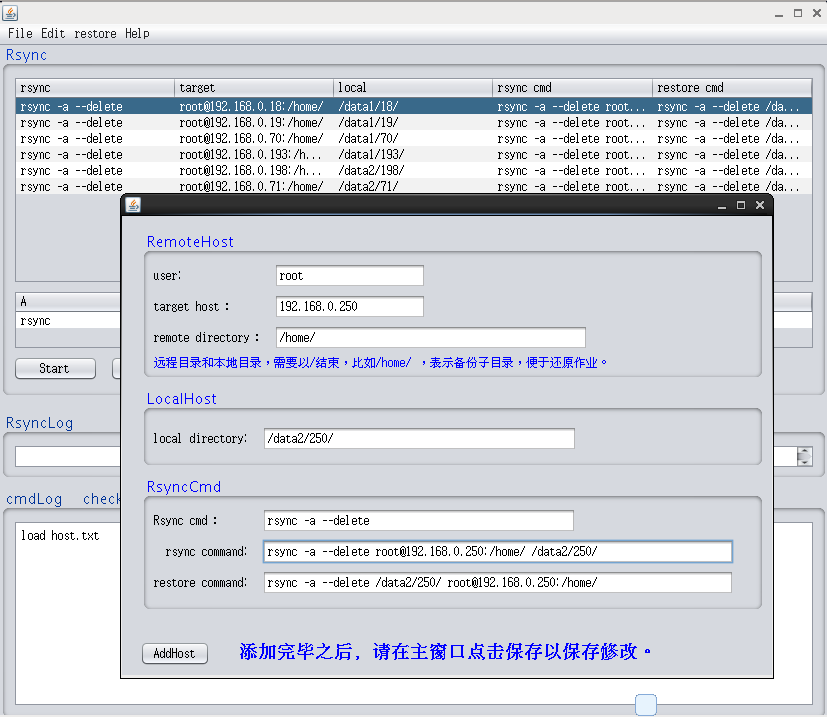 File Edit restore Help
Rsync
rsync target local rsync cmd restore cmd
rsync -a --delete root@192.168.0.18:/home/ /data1/18/ rsync -a --delete root... rsync -a --delete /da...
rsync -a --delete root@192.168.0.19:/home/ /data1/19/ rsync -a --delete root... rsync -a --delete /da...
rsync -a --delete root@192.168.0.70:/home/ /data1/70/ rsync -a --delete root... rsync -a --delete /da...
rsync -a --delete root@192.168.0.193:/h... /data1/193/ rsync -a --delete root... rsync -a --delete /da...
rsync -a --delete root@192.168.0.198:/h... /data2/198/ rsync -a --delete root... rsync -a --delete /da...
rsync -a --delete root@192.168.0.71:/home/ /data2/71/ rsync -a --delete root... rsync -a --delete /da...
A
rsync
Start
RsyncLog
cmdLog check
load host.txt
RemoteHost
user: root
target host： 192.168.0.250
remote directory： /home/
远程目录和本地目录，需要以/结束，比如/home/ ，表示备份子目录，便于还原作业。
LocalHost
local directory: /data2/250/
RsyncCmd
Rsync cmd： rsync -a --delete
rsync command: rsync -a --delete root@192.168.0.250:/home/ /data2/250/
restore command: rsync -a --delete /data2/250/ root@192.168.0.250:/home/
AddHost 添加完毕之后，请在主窗口点击保存以保存修改。